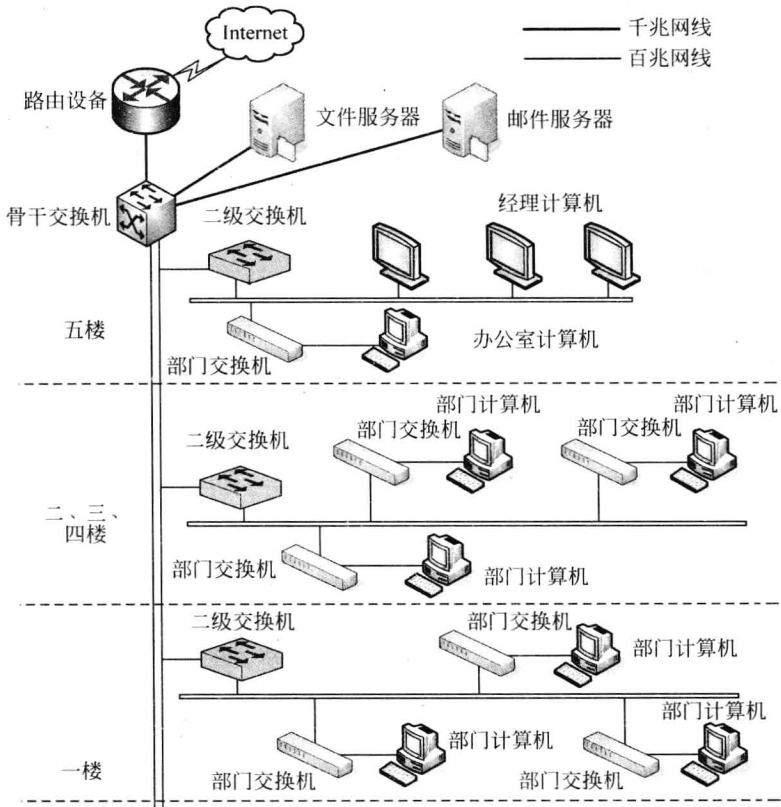 Internet
千兆网线
百兆网线
路由设备
文件服务器
邮件服务器
骨干交换机
二级交换机
经理计算机
五楼
办公室计算机
部门交换机
部门计算机
部门计算机
二级交换机
部门交换机
部门交换机
二、三、
四楼
部门交换机
部门计算机
二级交换机
部门交换机
部门计算机
部门计算机
部门计算机
一楼
部门交换机
部门交换机